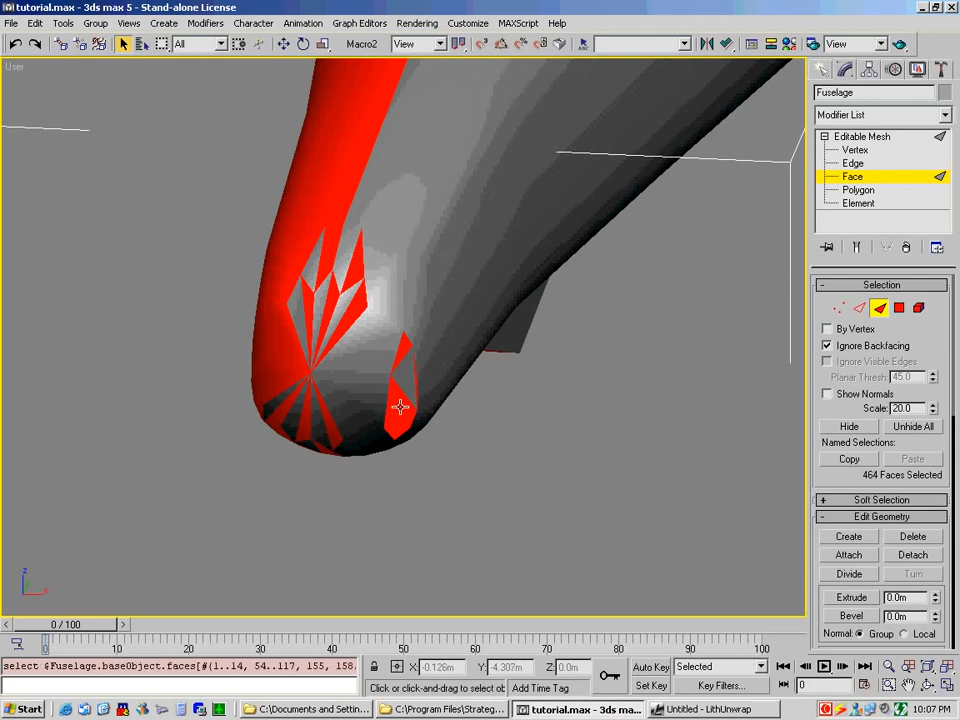 tutorial.max - 3ds max 5 - Stand-alone License
File Edit Tools Group Views Create Modifiers Character Animation Graph Editors Rendering Customize MAXScript Help
All Macro2 View View
User
Fuselage
Modifier List
Editable Mesh
Vertex
Edge
Face
Polygon
Element
- Selection
By Vertex
Ignore Backfacing
Ignore Visible Edges
Planar Thresh: 45.0
Show Normals
Scale: 20.0
Hide Unhide All
Named Selections:
Copy Paste
464 Faces Selected
+ Soft Selection
- Edit Geometry
Create Delete
Attach Detach
Divide Turn
Extrude 0.0m
Bevel 0.0m
Normal: Group Local
z
x
< 0 / 100 >
0 10 20 30 40 50 60 70 80 90 100
select $Fuselage.baseObject.faces[#{1..14, 54..117, 155, 158.
X: -0.126m Y: -4.307m Z: 0.0m Auto Key Selected
Click or click-and-drag to select ob Add Time Tag Set Key Key Filters... 0
Start C:\Documents and Settin... C:\Program Files\Strateg... tutorial.max - 3ds ma... Untitled - LithUnwrap 10:07 PM